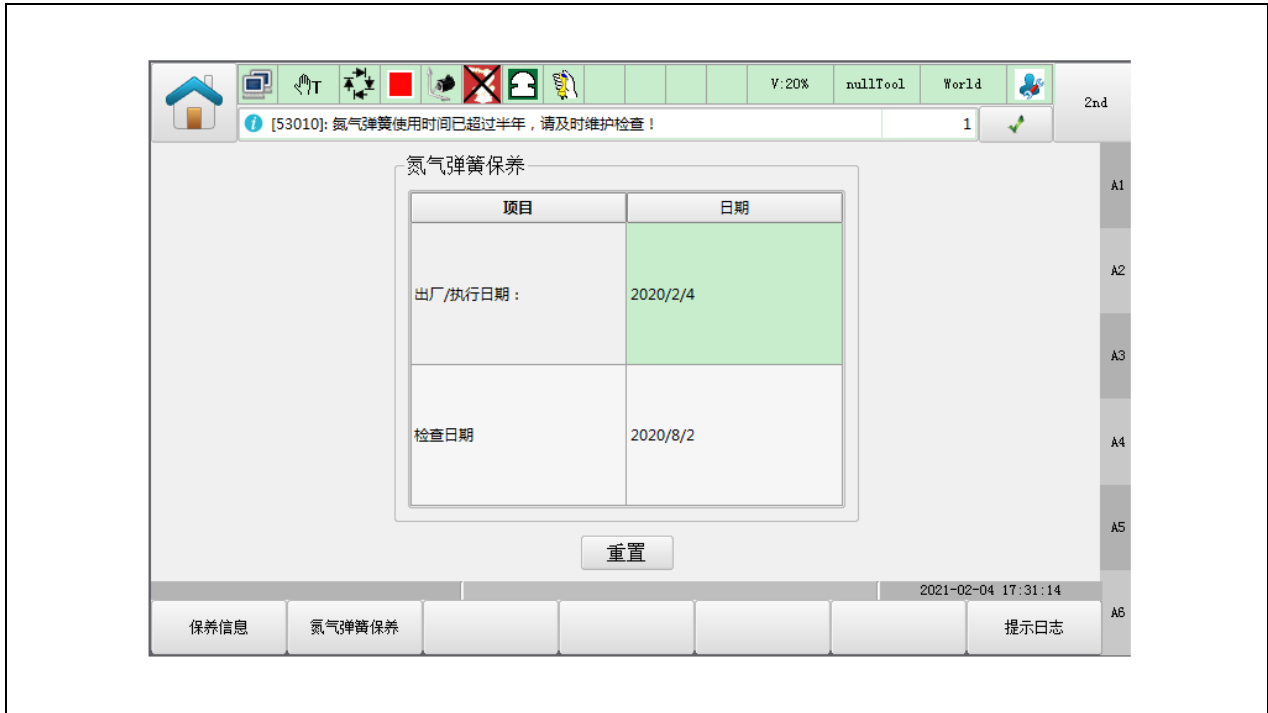 T
V:20%
nullTool
World
2nd
[53010]: 氮气弹簧使用时间已超过半年，请及时维护检查！
1
氮气弹簧保养
项目
日期
出厂/执行日期：
2020/2/4
检查日期
2020/8/2
重置
A1
A2
A3
A4
A5
A6
2021-02-04 17:31:14
保养信息
氮气弹簧保养
提示日志